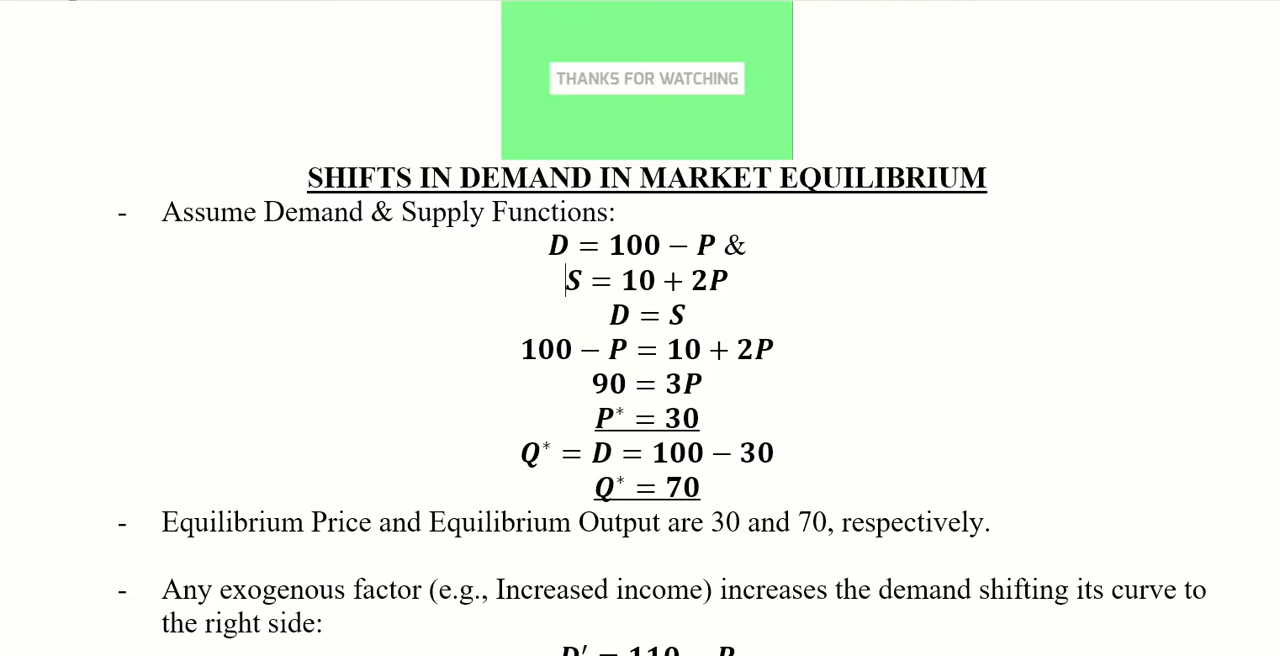 THANKS FOR WATCHING
SHIFTS IN DEMAND IN MARKET EQUILIBRIUM
- Assume Demand & Supply Functions:
D = 100 − P &
S = 10 + 2P
D = S
100 − P = 10 + 2P
90 = 3P
P* = 30
Q* = D = 100 − 30
Q* = 70
- Equilibrium Price and Equilibrium Output are 30 and 70, respectively.
- Any exogenous factor (e.g., Increased income) increases the demand shifting its curve to
the right side:
D′ = 110 − P